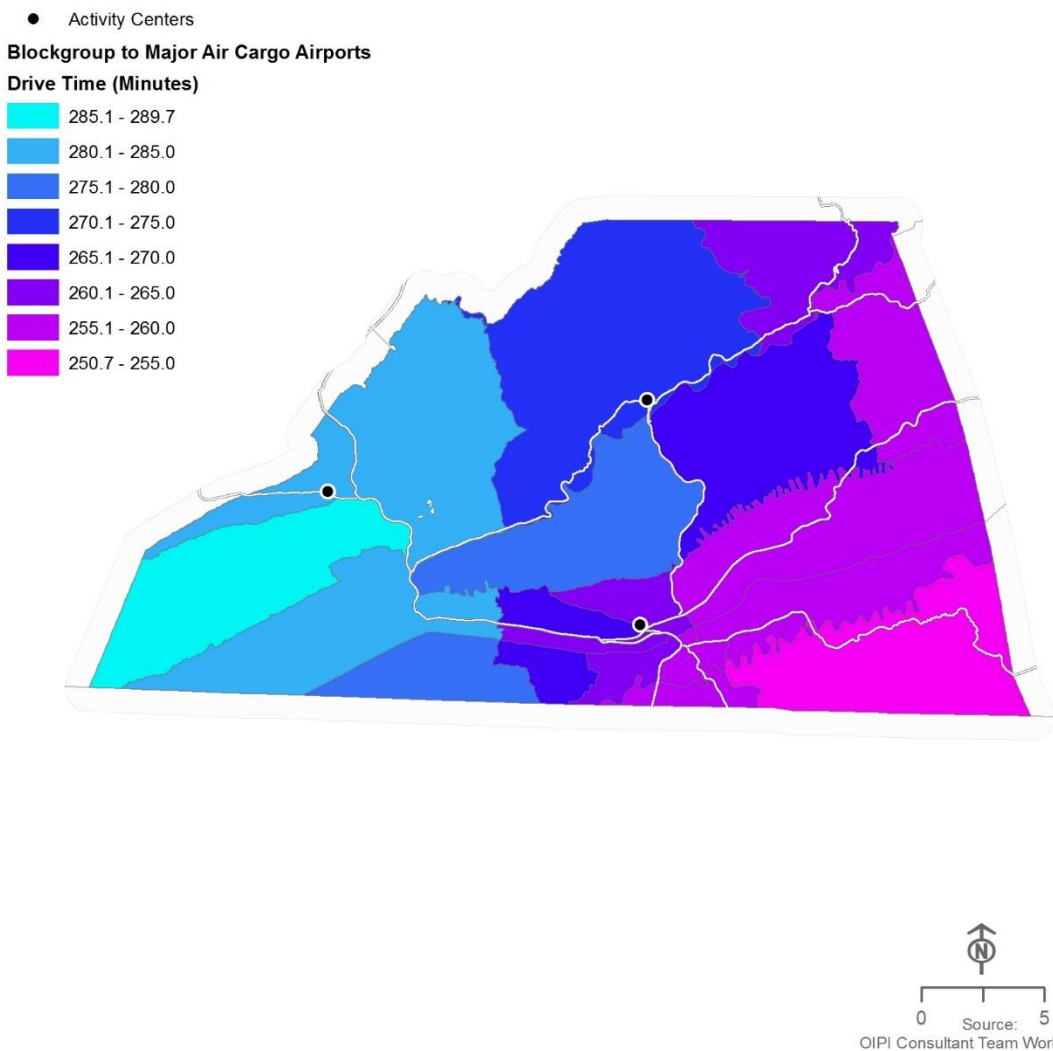 Activity Centers
Blockgroup to Major Air Cargo Airports
Drive Time (Minutes)
285.1 - 289.7
280.1 - 285.0
275.1 - 280.0
270.1 - 275.0
265.1 - 270.0
260.1 - 265.0
255.1 - 260.0
250.7 - 255.0
N
0 5
Source:
OIPI Consultant Team Work